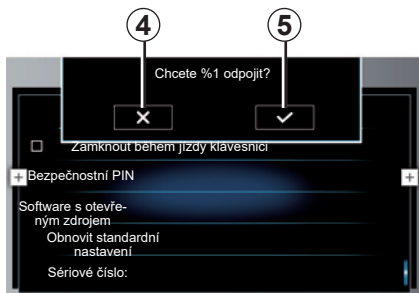 4 5
Chcete %1 odpojit?
Zamknout během jízdy klávesnici
Bezpečnostní PIN
Software s otevře-
ným zdrojem
Obnovit standardní
nastavení
Sériové číslo: